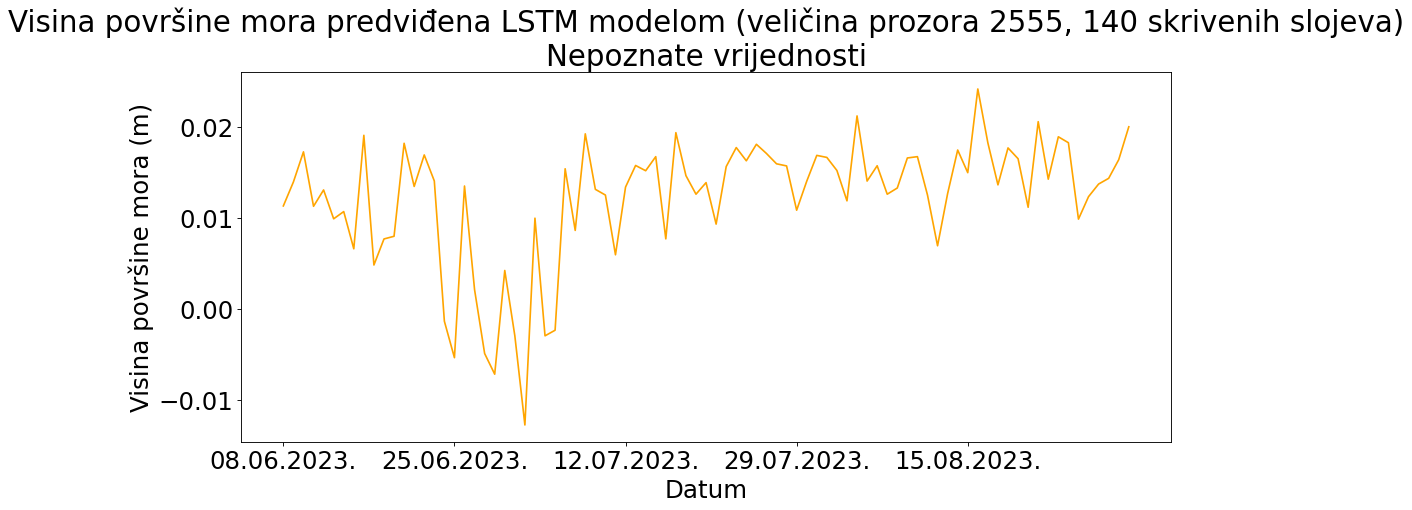 Visina površine mora predviđena LSTM modelom (veličina prozora 2555, 140 skrivenih slojeva)
Nepoznate vrijednosti
Visina površine mora (m)
0.02
0.01
0.00
−0.01
08.06.2023. 25.06.2023. 12.07.2023. 29.07.2023. 15.08.2023.
Datum